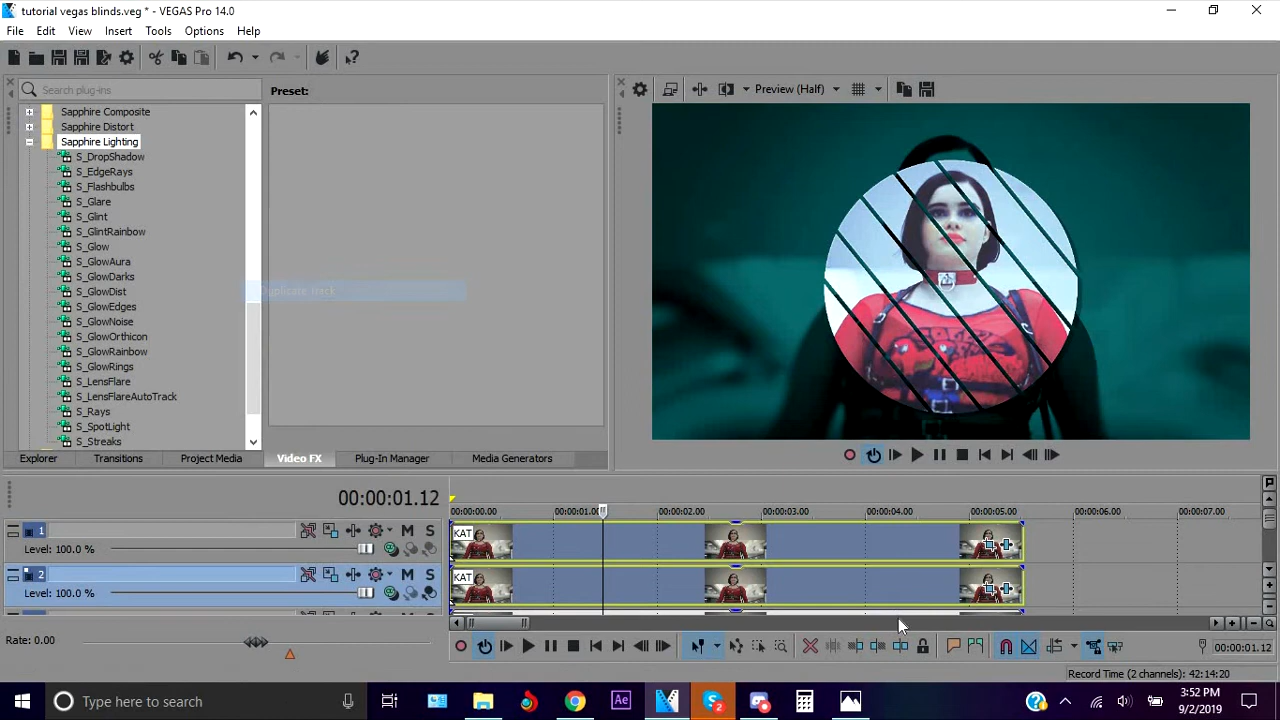 tutorial vegas blinds.veg * - VEGAS Pro 14.0
File Edit View Insert Tools Options Help
Search plug-ins
Preset:
Preview (Half)
Sapphire Composite
Sapphire Distort
Sapphire Lighting
S_DropShadow
S_EdgeRays
S_Flashbulbs
S_Glare
S_Glint
S_GlintRainbow
S_Glow
S_GlowAura
S_GlowDarks
S_GlowDist
S_GlowEdges
S_GlowNoise
S_GlowOrthicon
S_GlowRainbow
S_GlowRings
S_LensFlare
S_LensFlareAutoTrack
S_Rays
S_SpotLight
S_Streaks
Duplicate Track
Explorer Transitions Project Media Video FX Plug-In Manager Media Generators
00:00:01.12
00:00:00.00 00:00:01.00 00:00:02.00 00:00:03.00 00:00:04.00 00:00:05.00 00:00:06.00 00:00:07.00
1 M S KAT
Level: 100.0 %
2 M S KAT
Level: 100.0 %
Rate: 0.00
00:00:01.12
Record Time (2 channels): 42:14:20
Type here to search
Ae
2
3:52 PM
9/2/2019